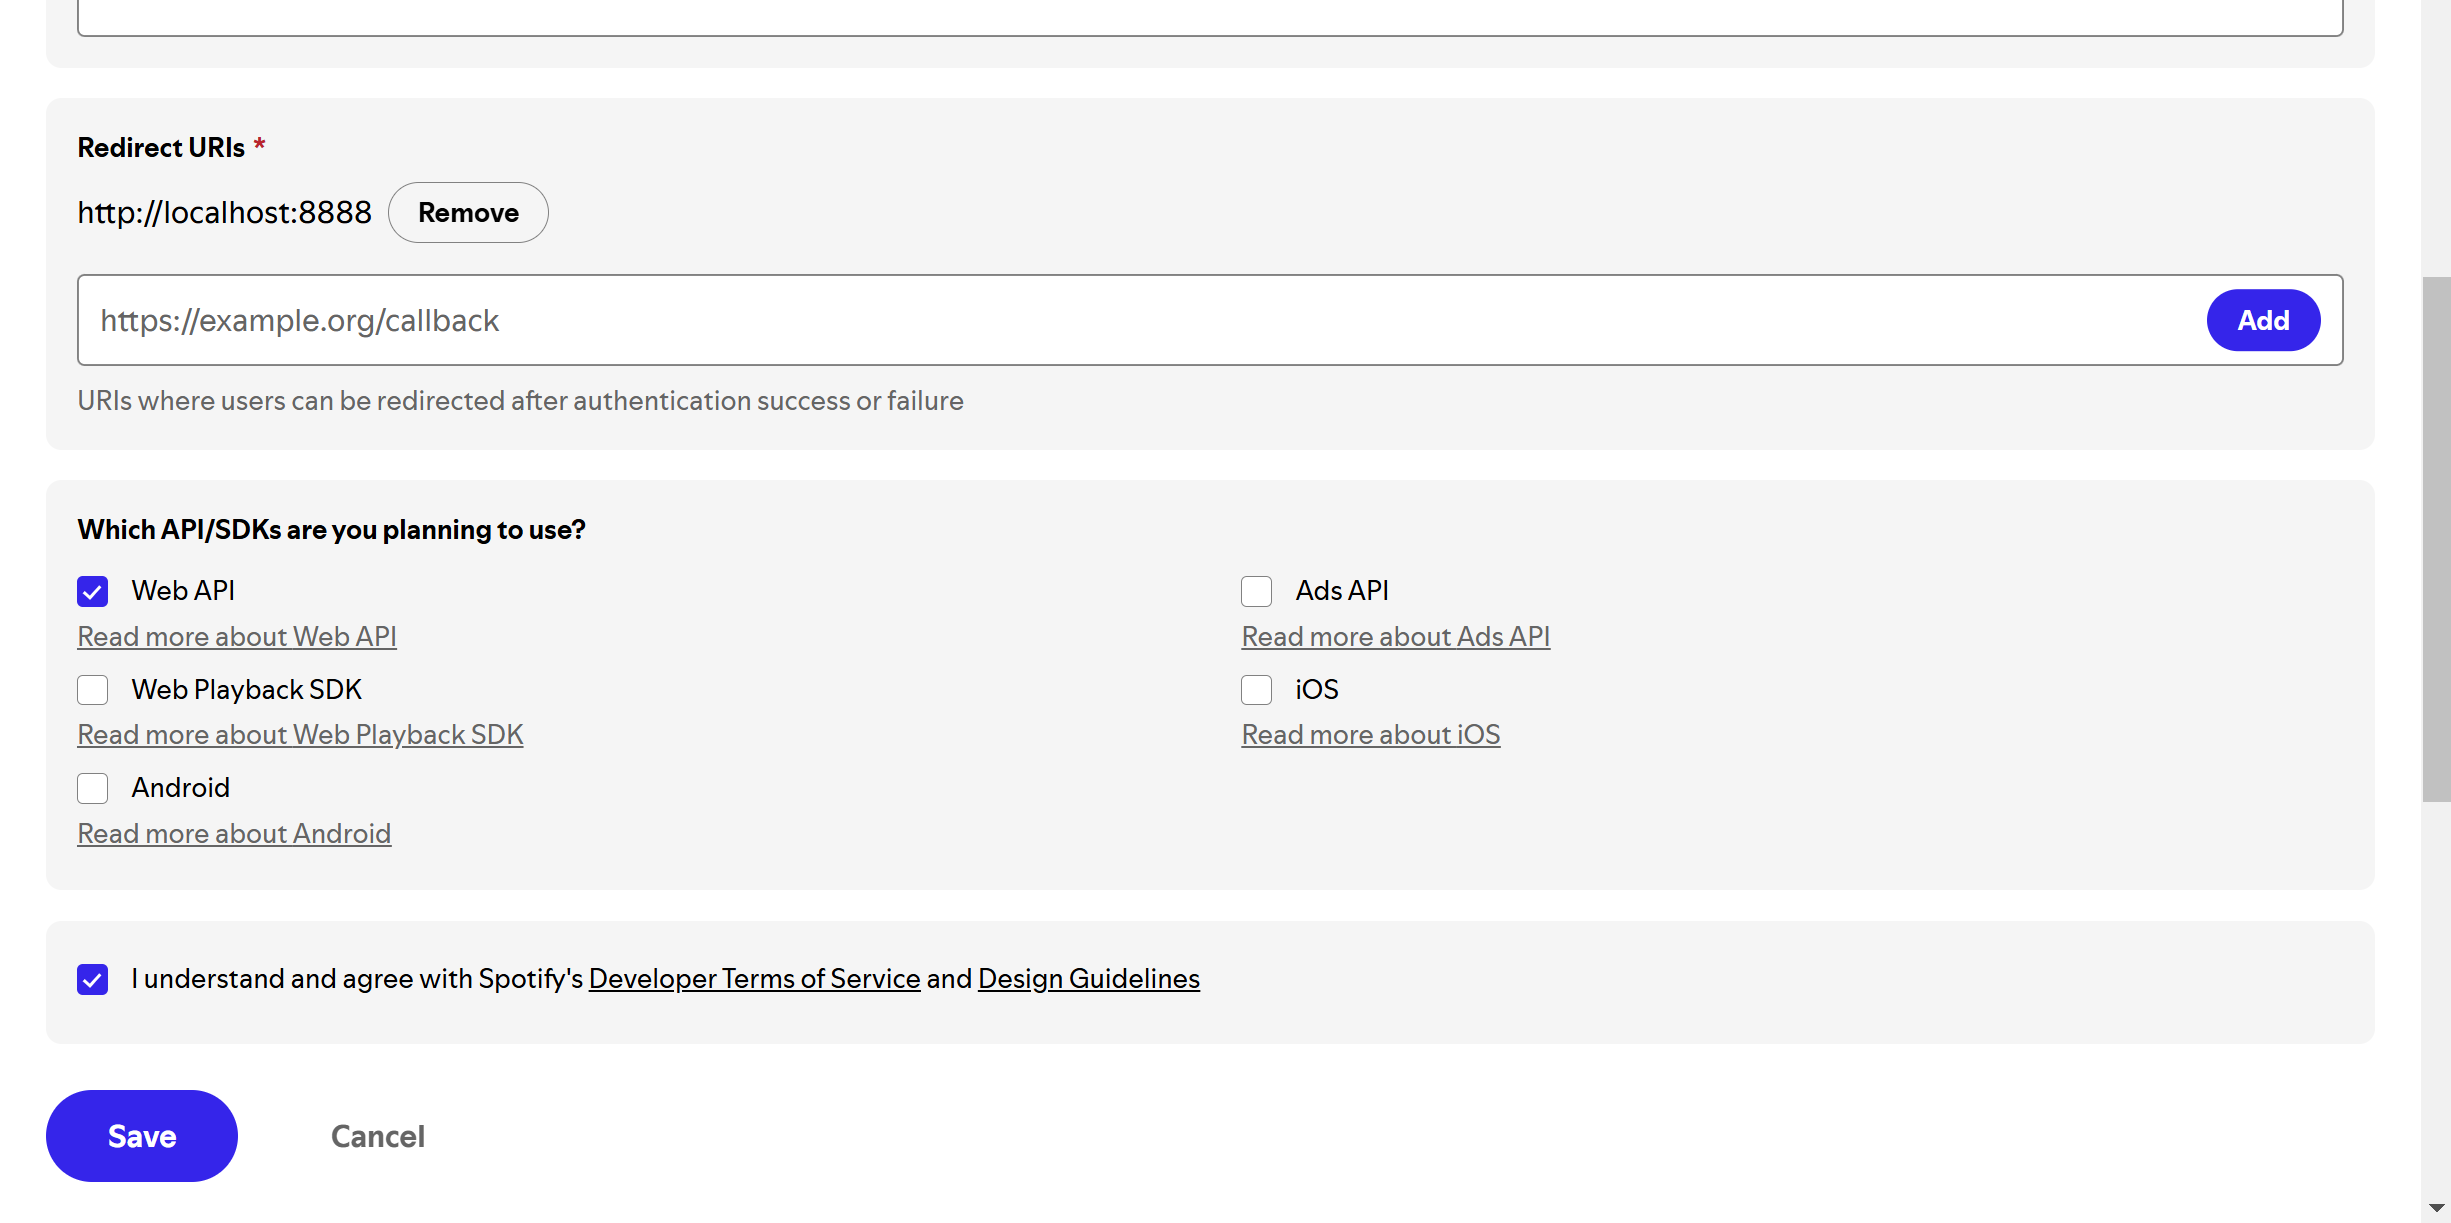 Redirect URIs *
http://localhost:8888 Remove
https://example.org/callback Add
URIs where users can be redirected after authentication success or failure
Which API/SDKs are you planning to use?
Web API
Read more about Web API
Ads API
Read more about Ads API
Web Playback SDK
Read more about Web Playback SDK
iOS
Read more about iOS
Android
Read more about Android
I understand and agree with Spotify's Developer Terms of Service and Design Guidelines
Save Cancel